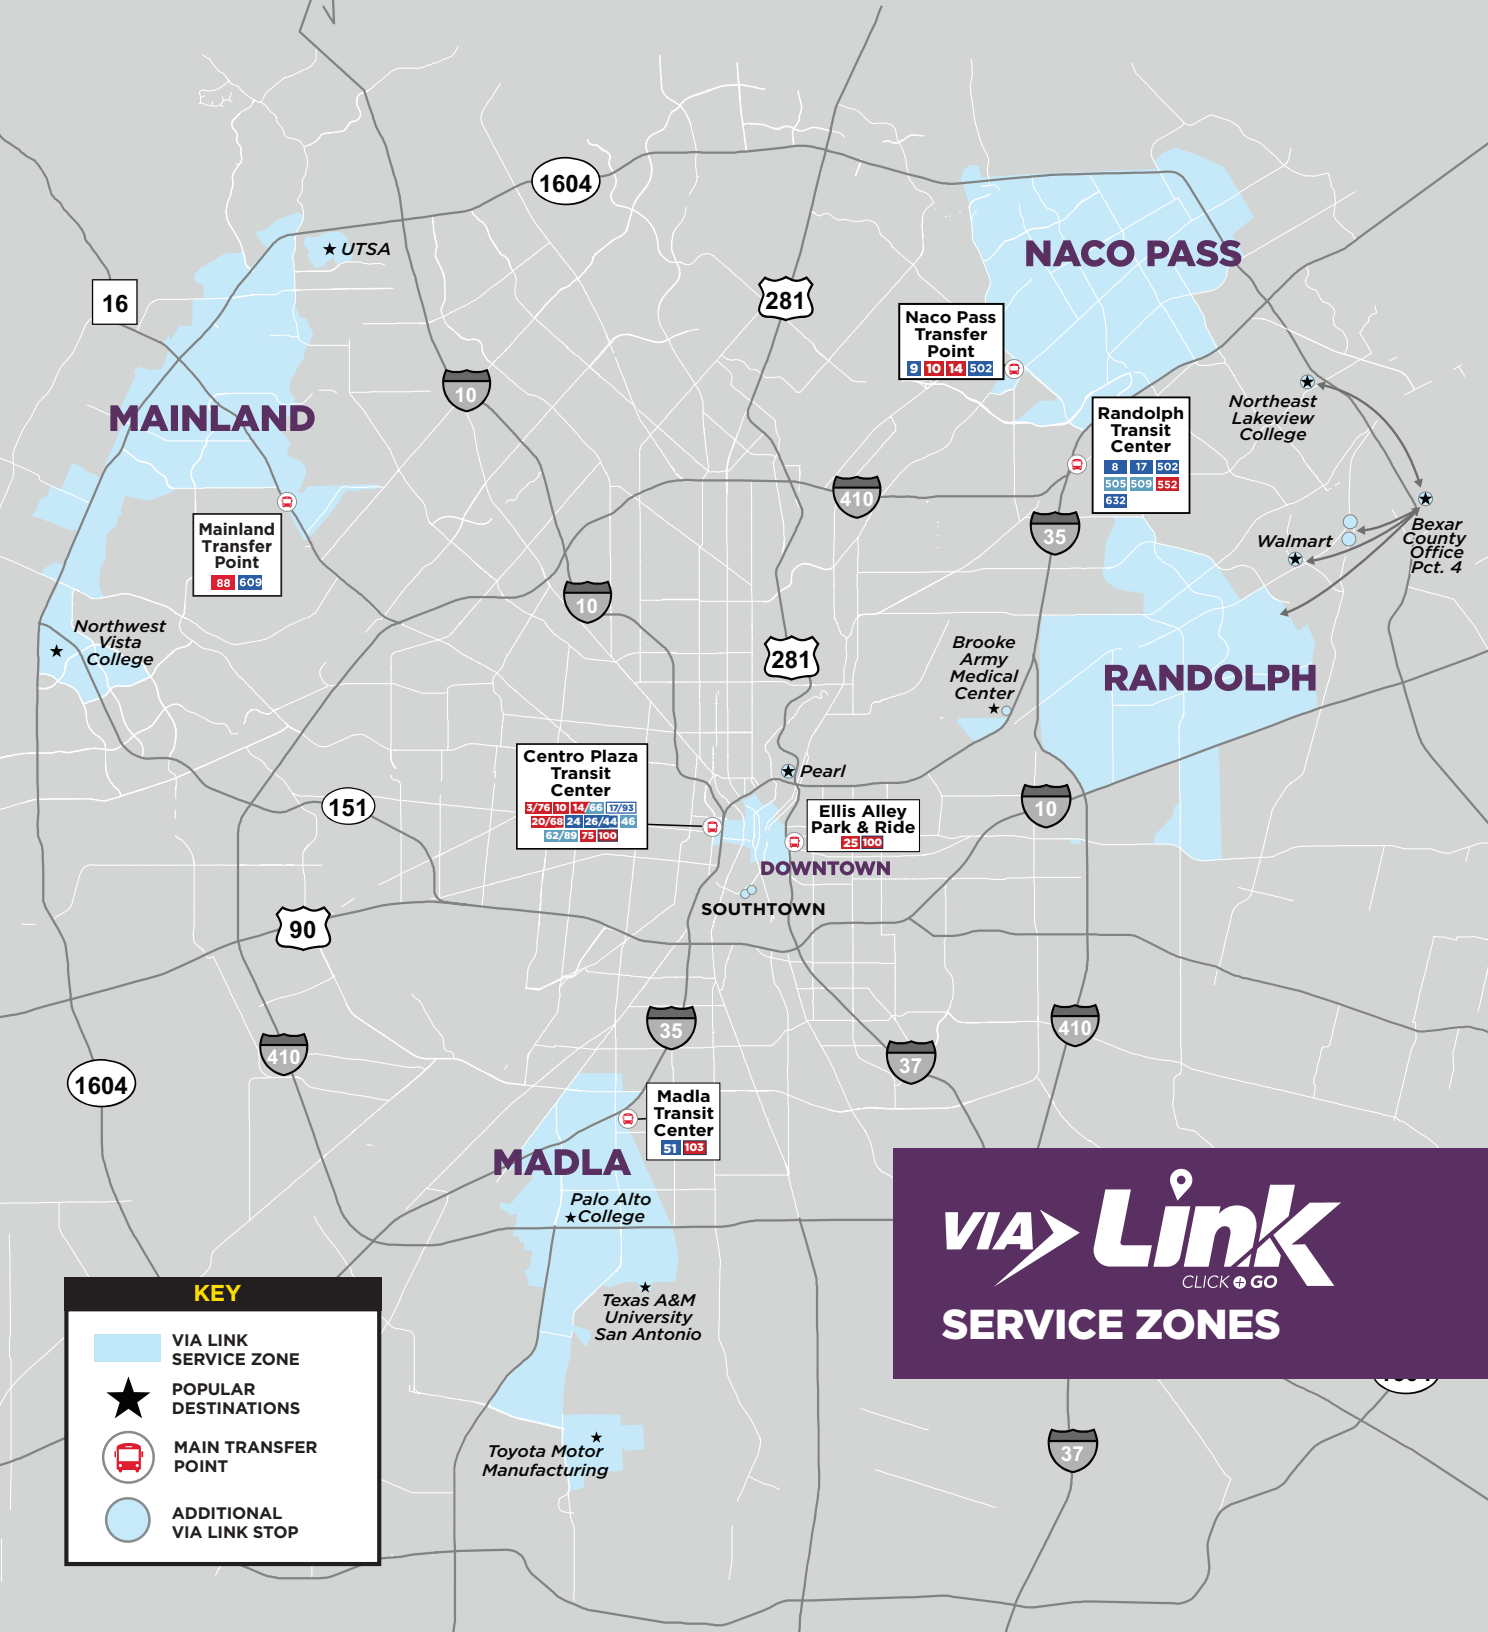 1604
UTSA
NACO PASS
16
281
Naco Pass
Transfer
Point
9 10 14 502
10
MAINLAND
Northeast
Lakeview
College
Randolph
Transit
Center
8 17 502
505 509 552
632
410
35
Mainland
Transfer
Point
88 609
Walmart
Bexar
County
Office
Pct. 4
10
Northwest
Vista
College
281
Brooke
Army
Medical
Center
RANDOLPH
Centro Plaza
Transit
Center
3/76 10 14/66 17/93
20/68 24 26/44 46
62/89 75 100
Pearl
151
10
Ellis Alley
Park & Ride
25 100
DOWNTOWN
SOUTHTOWN
90
35
410
410
37
1604
Madla
Transit
Center
51 103
MADLA
Palo Alto
College
VIA Link
CLICK + GO
SERVICE ZONES
Texas A&M
University
San Antonio
KEY
VIA LINK
SERVICE ZONE
POPULAR
DESTINATIONS
MAIN TRANSFER
POINT
ADDITIONAL
VIA LINK STOP
Toyota Motor
Manufacturing
37